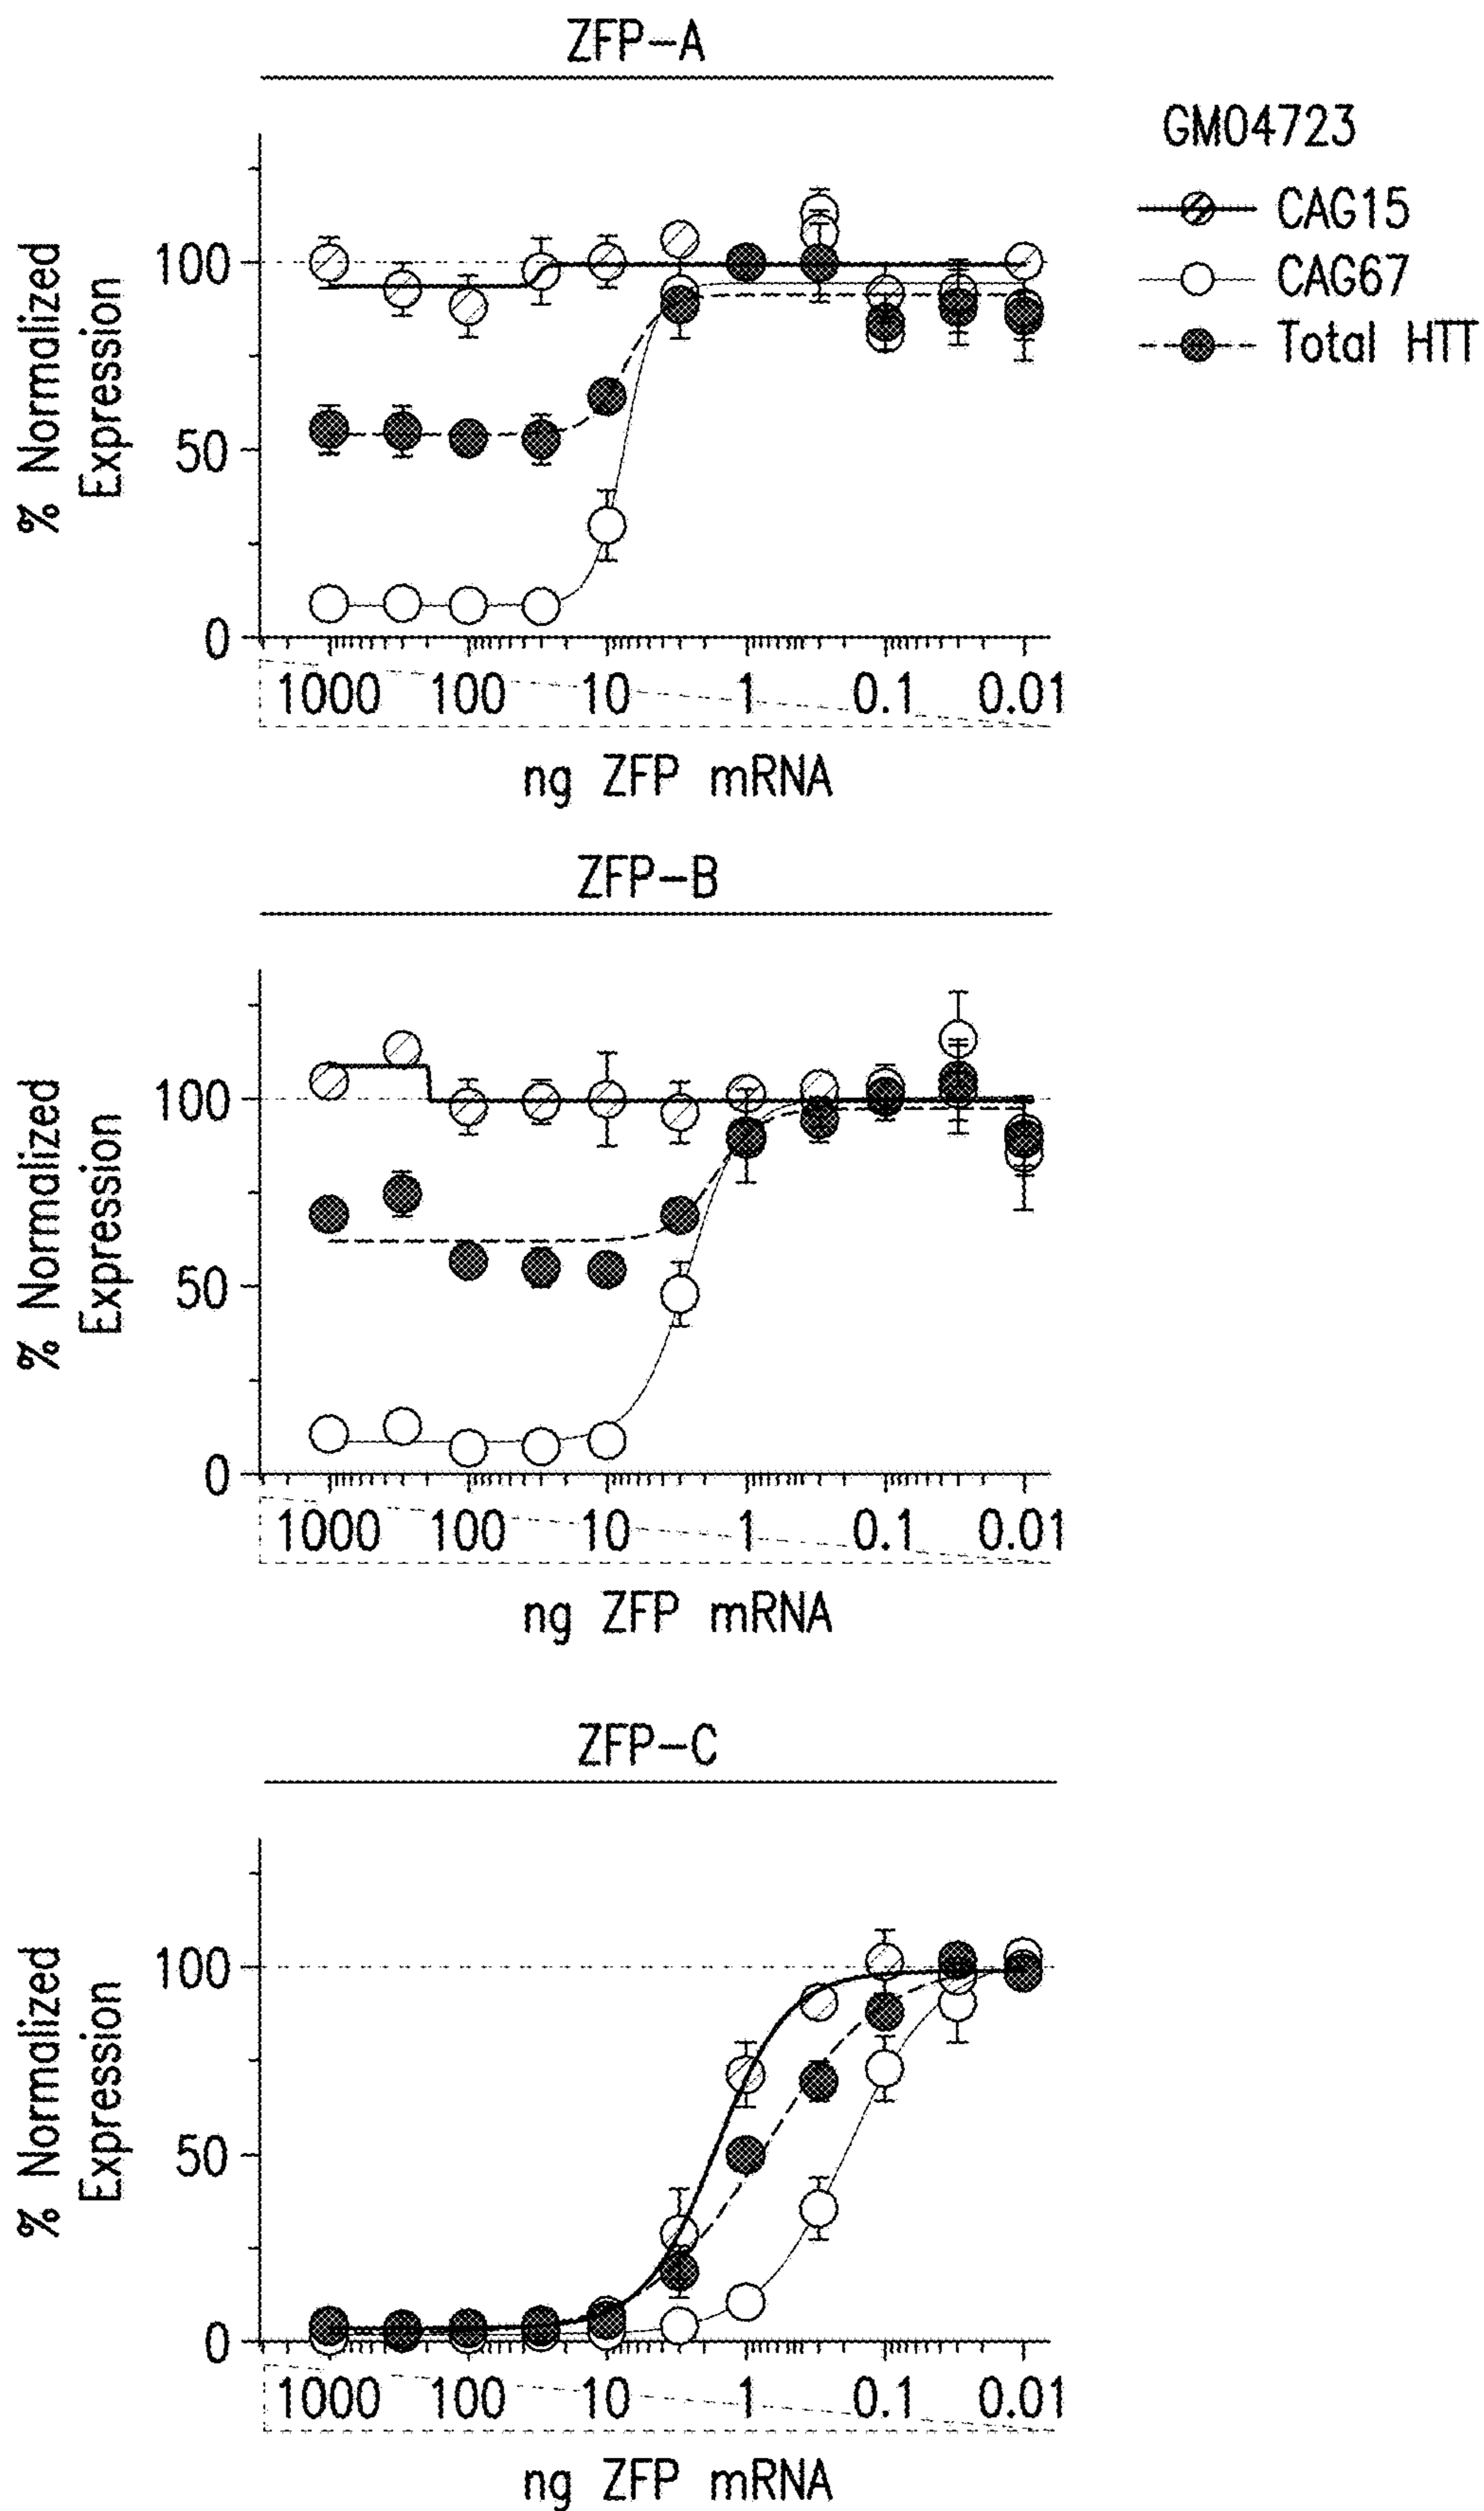 ZFP-A
GM04723
CAG15
CAG67
Total HTT
% Normalized
Expression
100
50
0
1000 100 10 1 0.1 0.01
ng ZFP mRNA
ZFP-B
% Normalized
Expression
100
50
0
1000 100 10 1 0.1 0.01
ng ZFP mRNA
ZFP-C
% Normalized
Expression
100
50
0
1000 100 10 1 0.1 0.01
ng ZFP mRNA